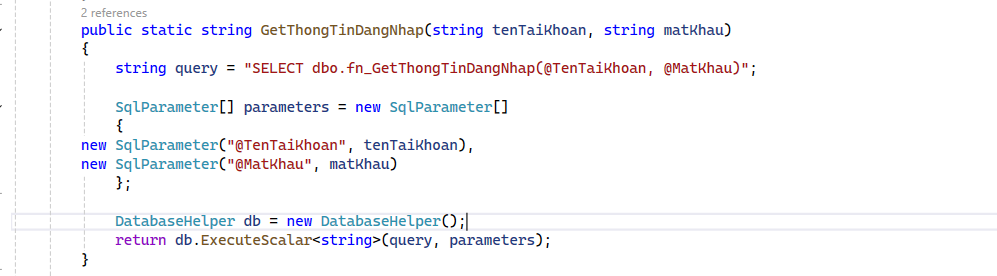 2 references
public static string GetThongTinDangNhap(string tenTaiKhoan, string matKhau)
{
string query = "SELECT dbo.fn_GetThongTinDangNhap(@TenTaiKhoan, @MatKhau)";
SqlParameter[] parameters = new SqlParameter[]
{
new SqlParameter("@TenTaiKhoan", tenTaiKhoan),
new SqlParameter("@MatKhau", matKhau)
};
DatabaseHelper db = new DatabaseHelper();
return db.ExecuteScalar<string>(query, parameters);
}